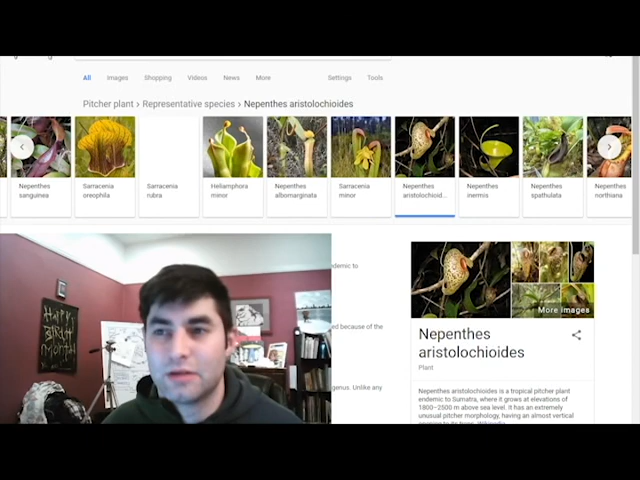 All Images Shopping Videos News More Settings Tools
Pitcher plant › Representative species › Nepenthes aristolochioides
Nepenthes sanguinea
Sarracenia oreophila
Sarracenia rubra
Heliamphora minor
Nepenthes albomarginata
Sarracenia minor
Nepenthes aristolochioid...
Nepenthes inermis
Nepenthes spathulata
Nepenthes northiana
demic to
ed because of the
genus. Unlike any
More images
Nepenthes
aristolochioides
Plant
Nepenthes aristolochioides is a tropical pitcher plant
endemic to Sumatra, where it grows at elevations of
1800–2500 m above sea level. It has an extremely
unusual pitcher morphology, having an almost vertical